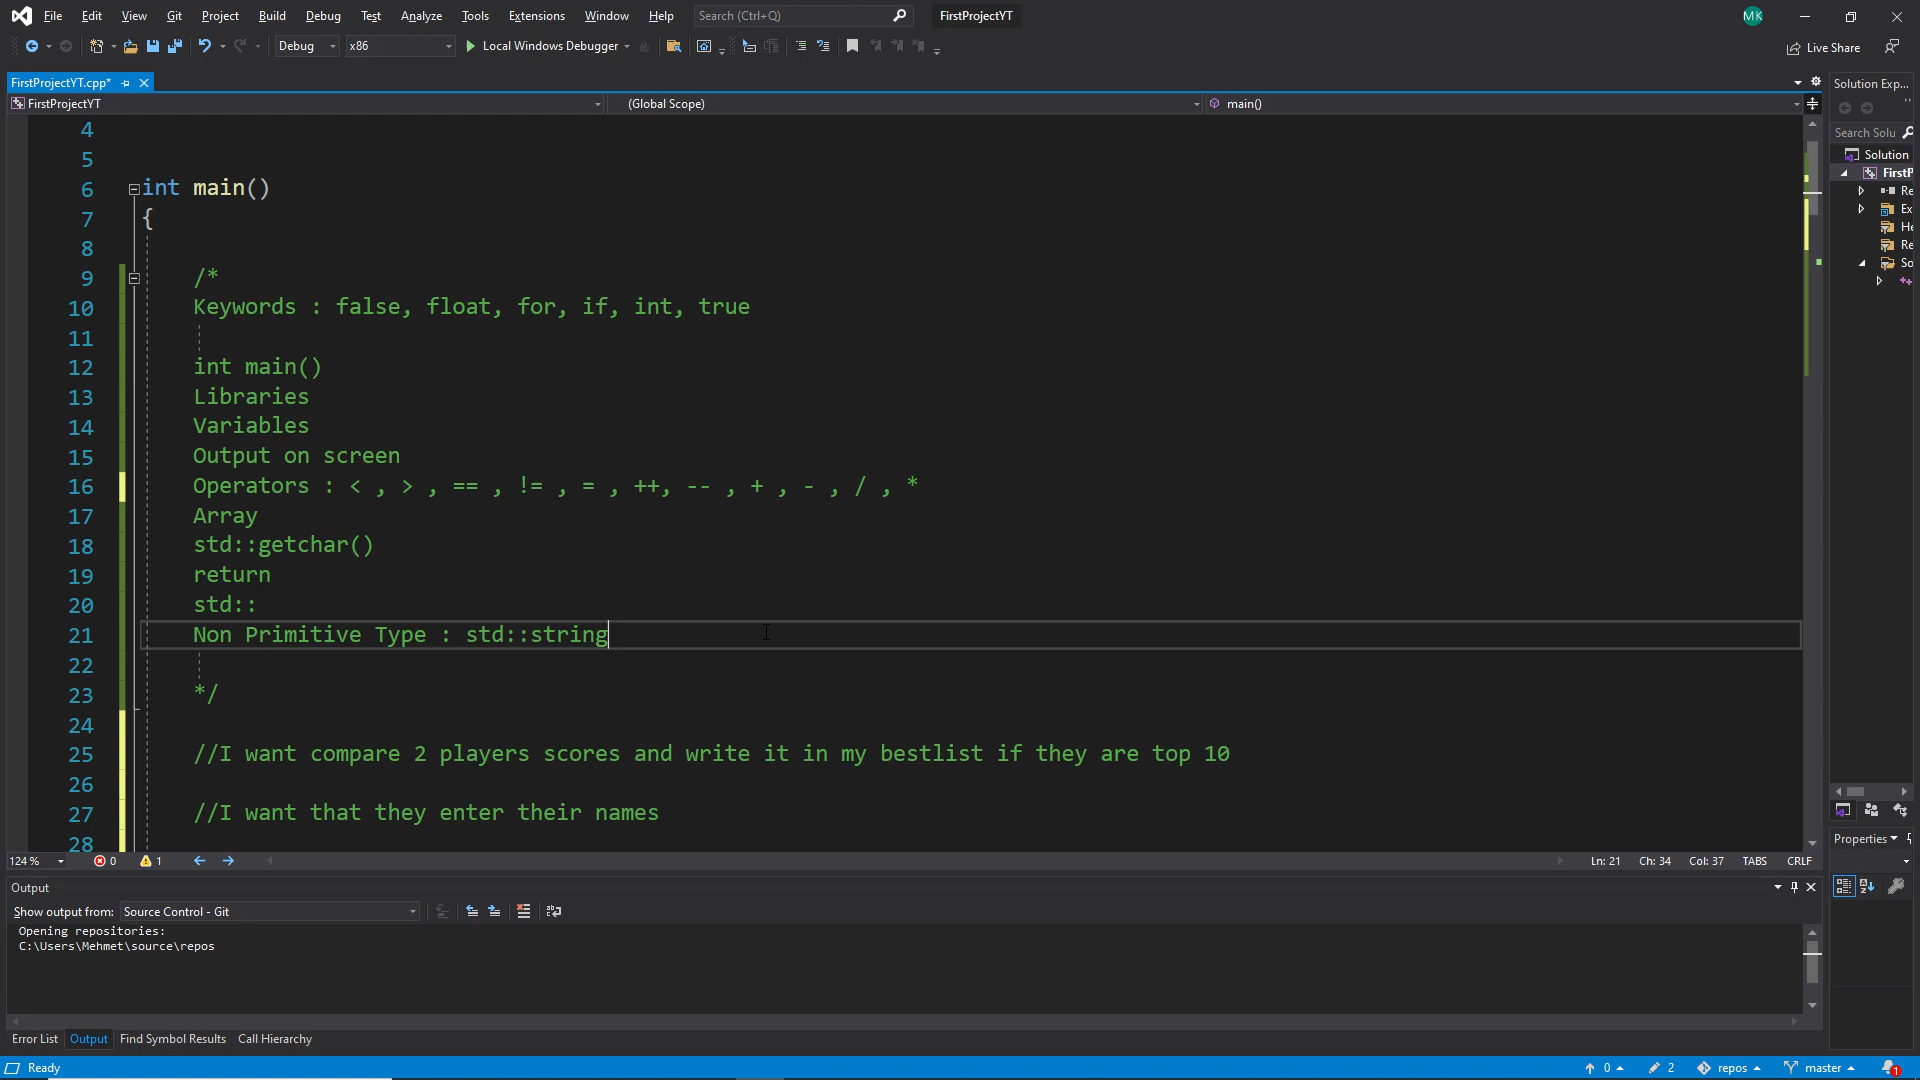 File Edit View Git Project Build Debug Test Analyze Tools Extensions Window Help Search (Ctrl+Q) FirstProjectYT MK
Debug x86 Local Windows Debugger Live Share
FirstProjectYT.cpp*
FirstProjectYT (Global Scope) main()
4
5
6 int main()
7 {
8
9 /*
10 Keywords : false, float, for, if, int, true
11
12 int main()
13 Libraries
14 Variables
15 Output on screen
16 Operators : < , > , == , != , = , ++, -- , + , - , / , *
17 Array
18 std::getchar()
19 return
20 std::
21 Non Primitive Type : std::string
22
23 */
24
25 //I want compare 2 players scores and write it in my bestlist if they are top 10
26
27 //I want that they enter their names
28
124 % 0 1 Ln: 21 Ch: 34 Col: 37 TABS CRLF
Output
Show output from: Source Control - Git
Opening repositories:
C:\Users\Mehmet\source\repos
Error List Output Find Symbol Results Call Hierarchy
Ready 0 2 repos master 1
Solution Exp...
Search Solu
Solution
FirstP
Re
Ex
He
Re
So
Properties